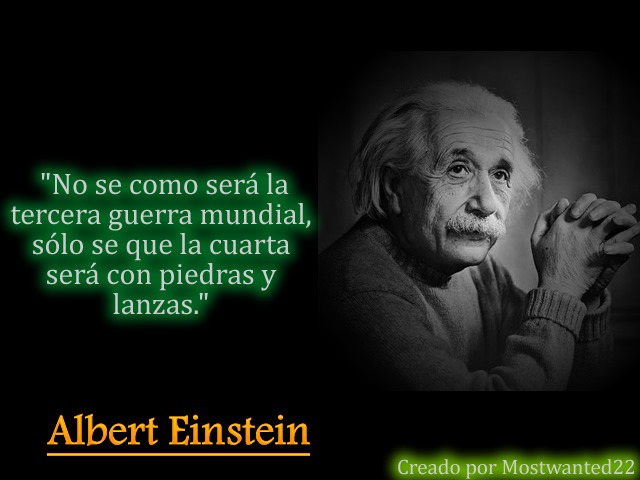 "No se como será la
tercera guerra mundial,
sólo se que la cuarta
será con piedras y
lanzas."
Albert Einstein
Creado por Mostwanted22